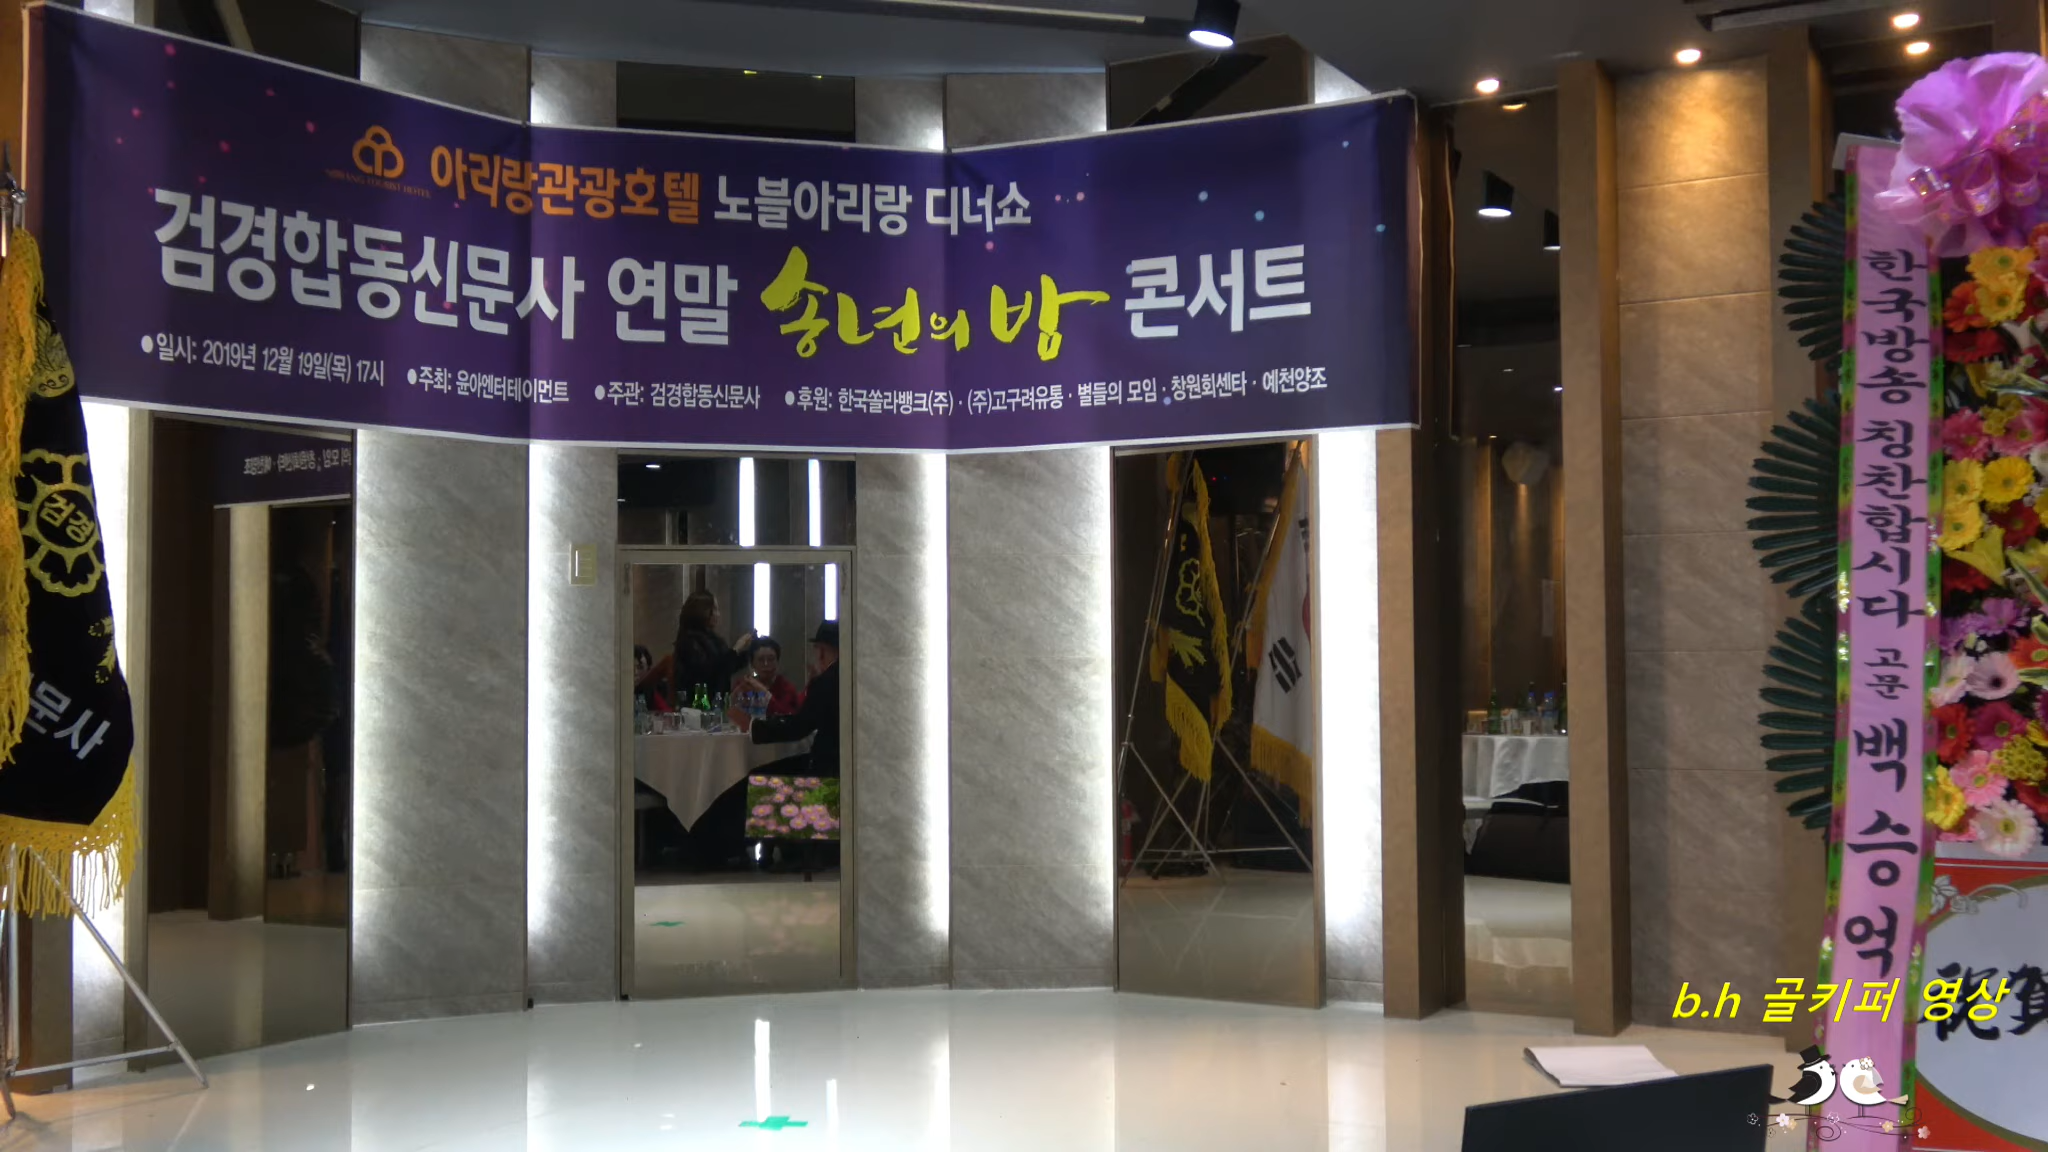 아리랑관광호텔 노블아리랑 디너쇼
검경합동신문사 연말 송년의 밤 콘서트
●일시: 2019년 12월 19일(목) 17시 ●주최: 윤아엔터테이먼트 ●주관: 검경합동신문사 ●후원: 한국쏠라뱅크(주) · (주)고구려유통 · 별들의 모임 · 창원회센타 · 예천양조
검경
문사
한국방송 칭찬합시다 고문 백승억
祝賀
b.h 골키퍼 영상